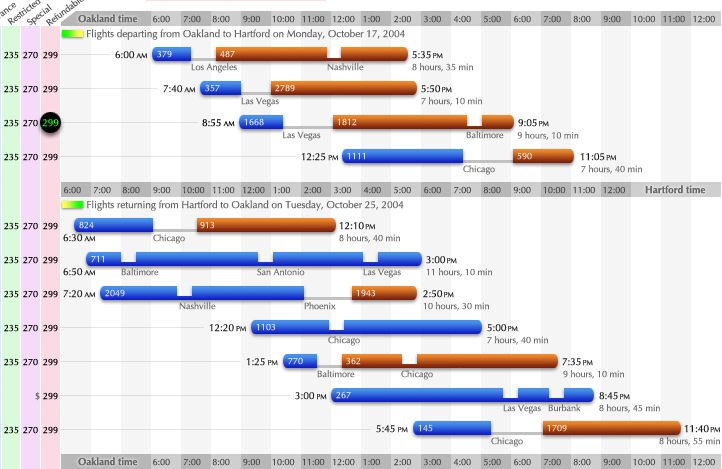 ance
Restricted
Special
Refundable
Oakland time 6:00 7:00 8:00 9:00 10:00 11:00 12:00 1:00 2:00 3:00 4:00 5:00 6:00 7:00 8:00 9:00 10:00 11:00 12:00
Flights departing from Oakland to Hartford on Monday, October 17, 2004
235 270 299 6:00 AM 379 487 5:35 PM
Los Angeles Nashville 8 hours, 35 min
235 270 299 7:40 AM 357 2789 5:50 PM
Las Vegas 7 hours, 10 min
235 270 299 8:55 AM 1668 1812 9:05 PM
Las Vegas Baltimore 9 hours, 10 min
235 270 299 12:25 PM 1111 590 11:05 PM
Chicago 7 hours, 40 min
6:00 7:00 8:00 9:00 10:00 11:00 12:00 1:00 2:00 3:00 4:00 5:00 6:00 7:00 8:00 9:00 10:00 11:00 12:00 Hartford time
Flights returning from Hartford to Oakland on Tuesday, October 25, 2004
235 270 299 824 913 12:10 PM
6:30 AM Chicago 8 hours, 40 min
235 270 299 711 3:00 PM
6:50 AM Baltimore San Antonio Las Vegas 11 hours, 10 min
235 270 299 7:20 AM 2049 1943 2:50 PM
Nashville Phoenix 10 hours, 30 min
235 270 299 12:20 PM 1103 5:00 PM
Chicago 7 hours, 40 min
235 270 299 1:25 PM 770 362 7:35 PM
Baltimore Chicago 9 hours, 10 min
$ 299 3:00 PM 267 8:45 PM
Las Vegas Burbank 8 hours, 45 min
235 270 299 5:45 PM 145 1709 11:40 PM
Chicago 8 hours, 55 min
Oakland time 6:00 7:00 8:00 9:00 10:00 11:00 12:00 1:00 2:00 3:00 4:00 5:00 6:00 7:00 8:00 9:00 10:00 11:00 12:00